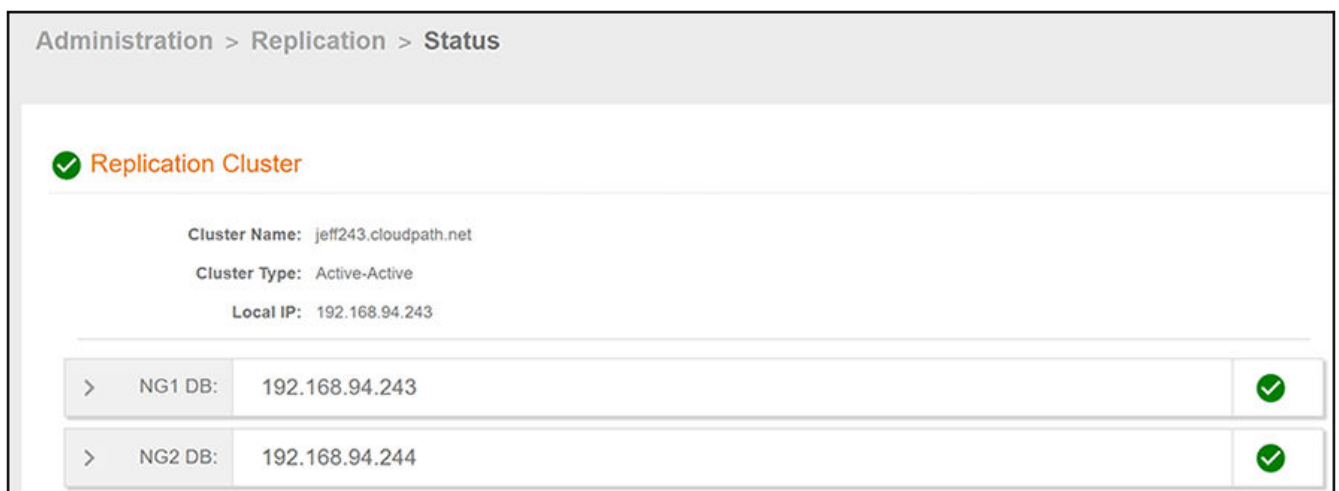 Administration > Replication > Status
Replication Cluster
Cluster Name: jeff243.cloudpath.net
Cluster Type: Active-Active
Local IP: 192.168.94.243
> NG1 DB: 192.168.94.243
> NG2 DB: 192.168.94.244